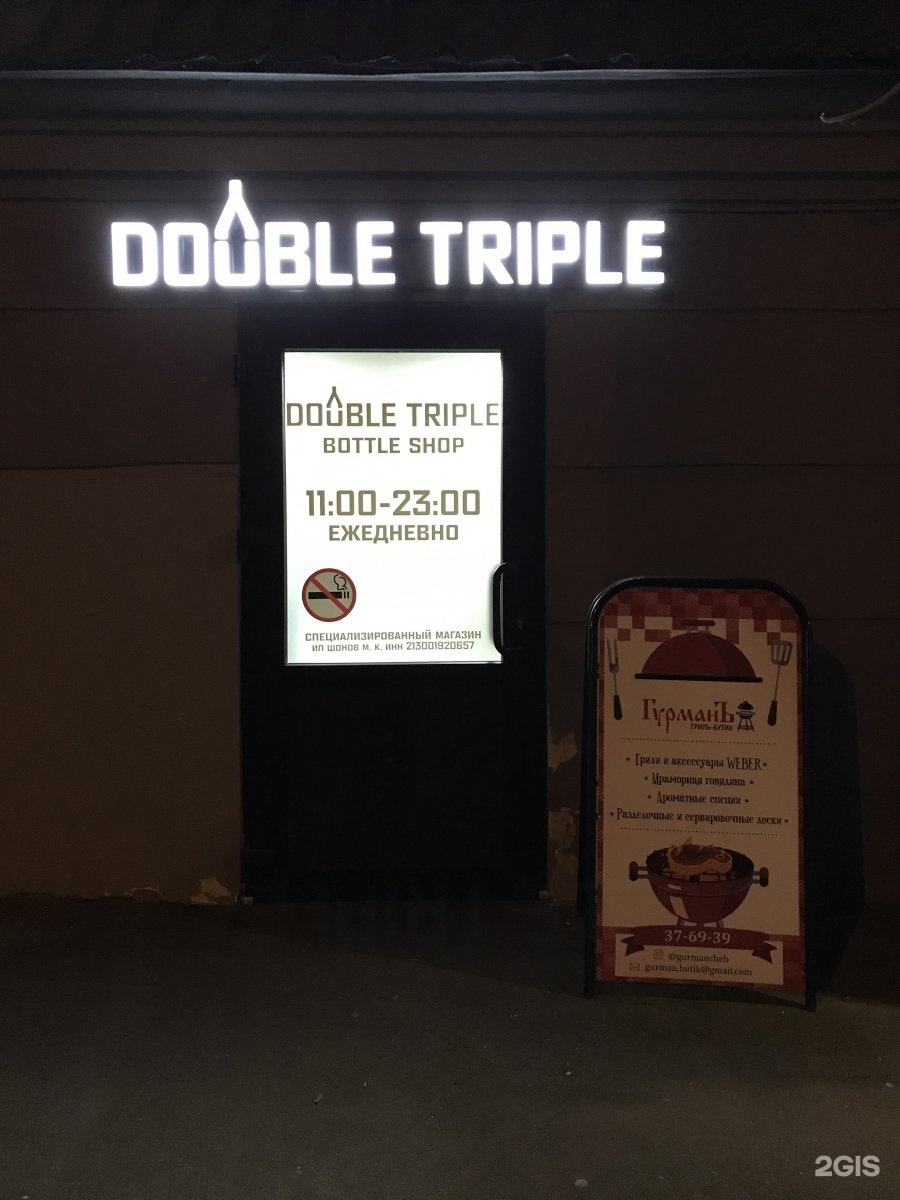 DOUBLE TRIPLE
DOUBLE TRIPLE
BOTTLE SHOP
11:00-23:00
ЕЖЕДНЕВНО
СПЕЦИАЛИЗИРОВАННЫЙ МАГАЗИН
ИП ШОНОВ М. К. ИНН 213001920657
ГурманЪ
ГРИЛЬ-БУТИК
• Грили и аксессуары WEBER •
• Мраморная говядина •
• Ароматные специи •
• Разделочные и сервировочные доски •
37-69-39
@gurmancheb
gurman.butik@gmail.com
2GIS